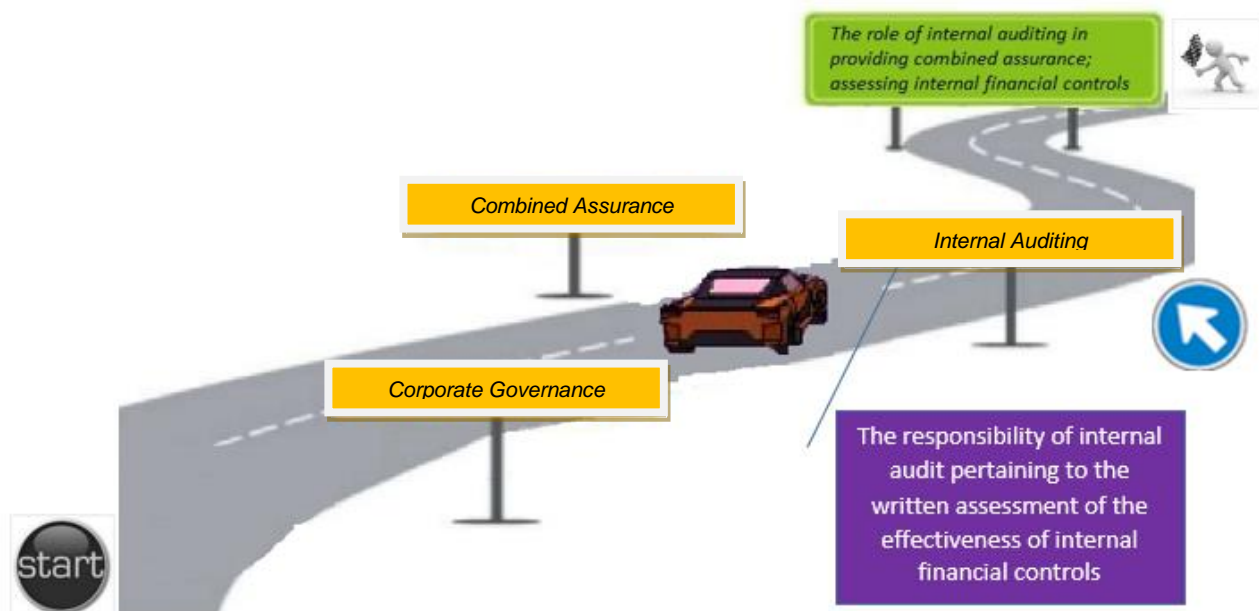 The role of internal auditing in
providing combined assurance;
assessing internal financial controls
Combined Assurance
Internal Auditing
Corporate Governance
The responsibility of internal
audit pertaining to the
written assessment of the
effectiveness of internal
financial controls
start